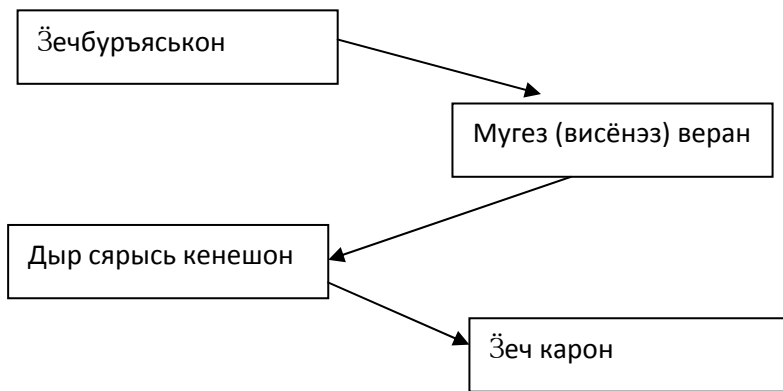 Ӟечбуръяськон
Мугез (висёнэз) веран
Дыр сярысь кенешон
Ӟеч карон